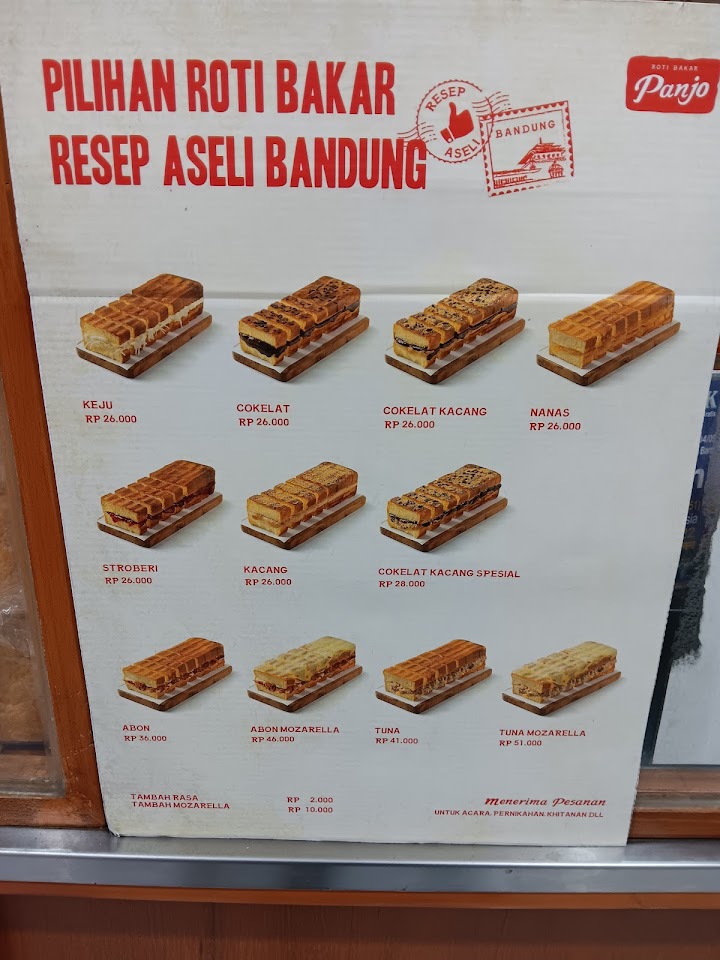 PILIHAN ROTI BAKAR
RESEP ASELI BANDUNG
RESEP
ASELI
BANDUNG
ROTI BAKAR
Panjo
KEJU
RP 26.000
COKELAT
RP 26.000
COKELAT KACANG
RP 26.000
NANAS
RP 26.000
STROBERI
RP 26.000
KACANG
RP 26.000
COKELAT KACANG SPESIAL
RP 28.000
ABON
RP 36.000
ABON MOZARELLA
RP 46.000
TUNA
RP 41.000
TUNA MOZARELLA
RP 51.000
TAMBAH RASA RP 2.000
TAMBAH MOZARELLA RP 10.000
Menerima Pesanan
UNTUK ACARA, PERNIKAHAN, KHITANAN DLL